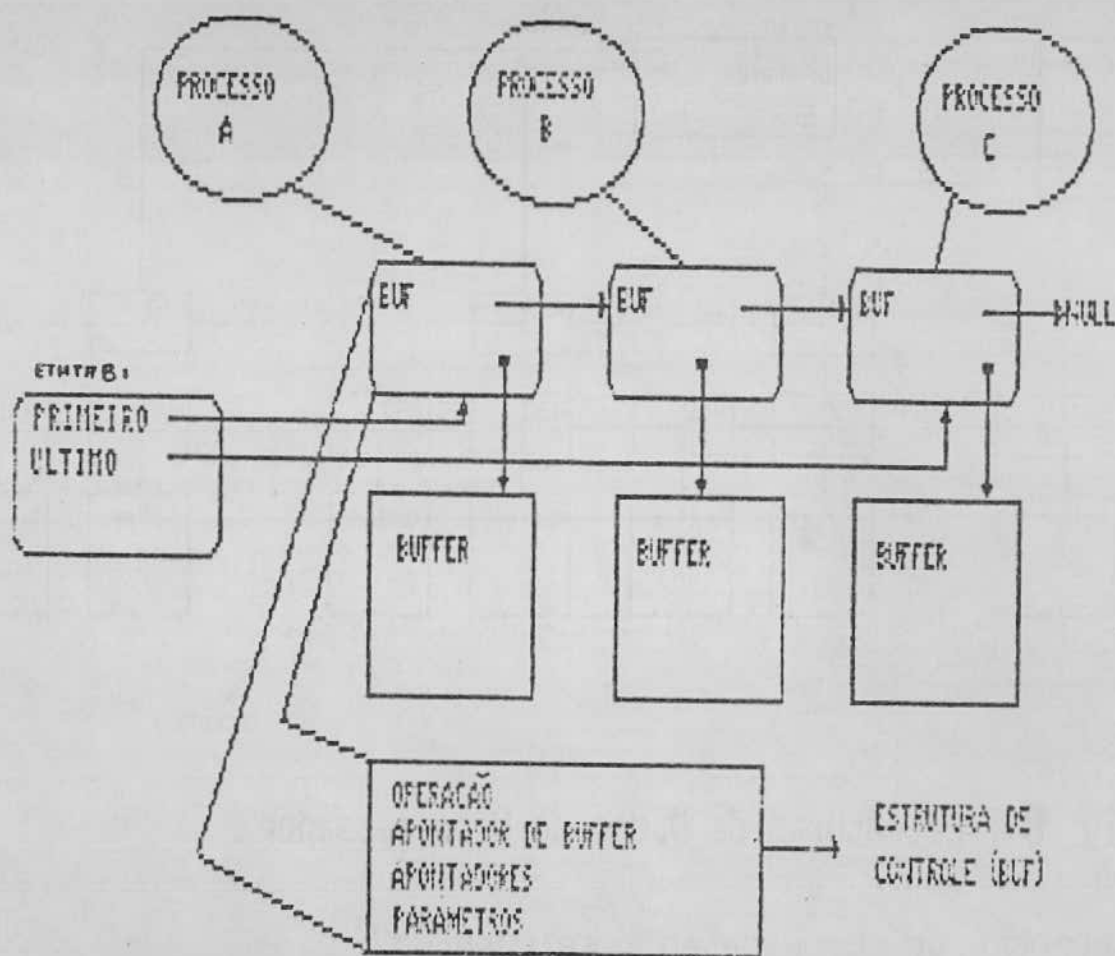 PROCESSO
A
PROCESSO
B
PROCESSO
C
BUF
BUF
BUF
NULL
ETHTAB:
PRIMEIRO
ULTIMO
BUFFER
BUFFER
BUFFER
OPERAÇÃO
APONTADOR DE BUFFER
APONTADORES
PARAMETROS
ESTRUTURA DE
CONTROLE (BUF)